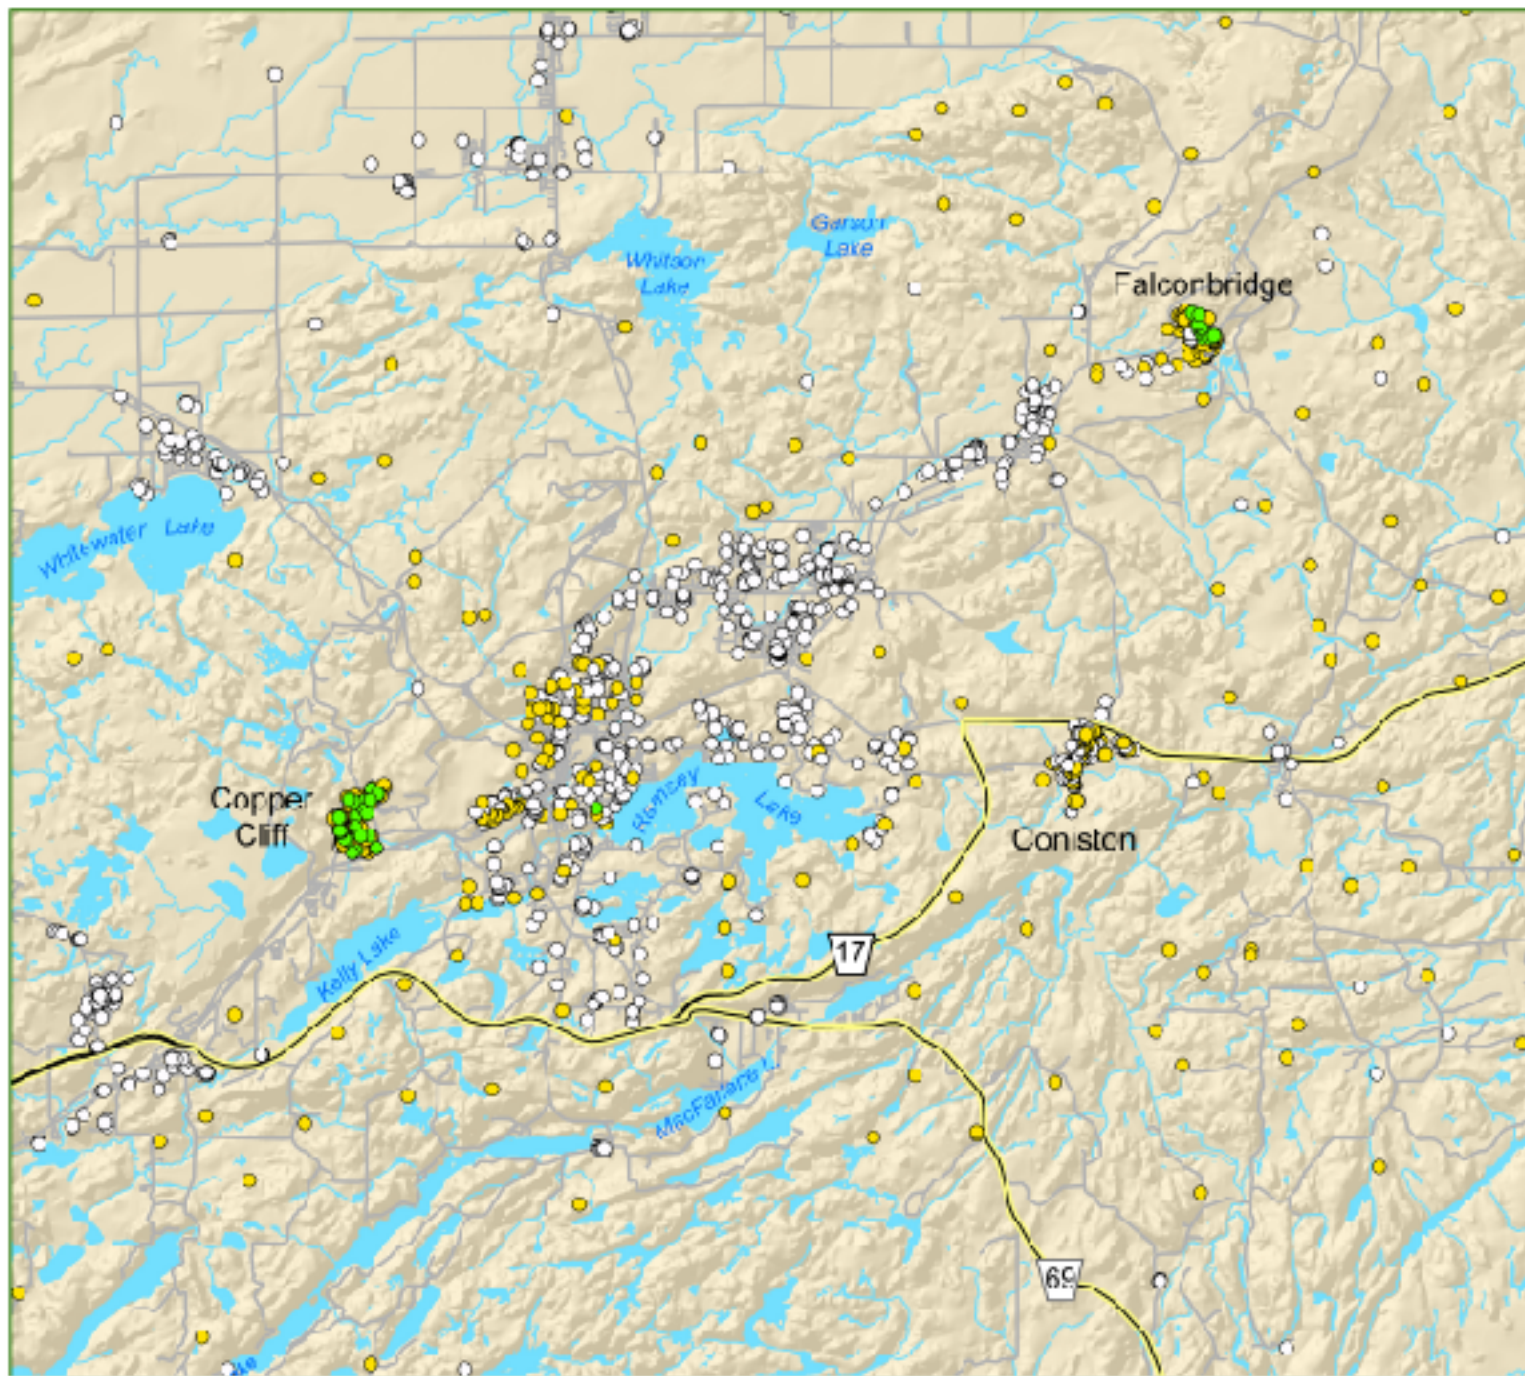 Garson
Lake
Whitson
Lake
Falconbridge
Whitewater Lake
Copper
Cliff
Ramsey Lake
Coniston
17
Kelly Lake
MacFarlane L.
69